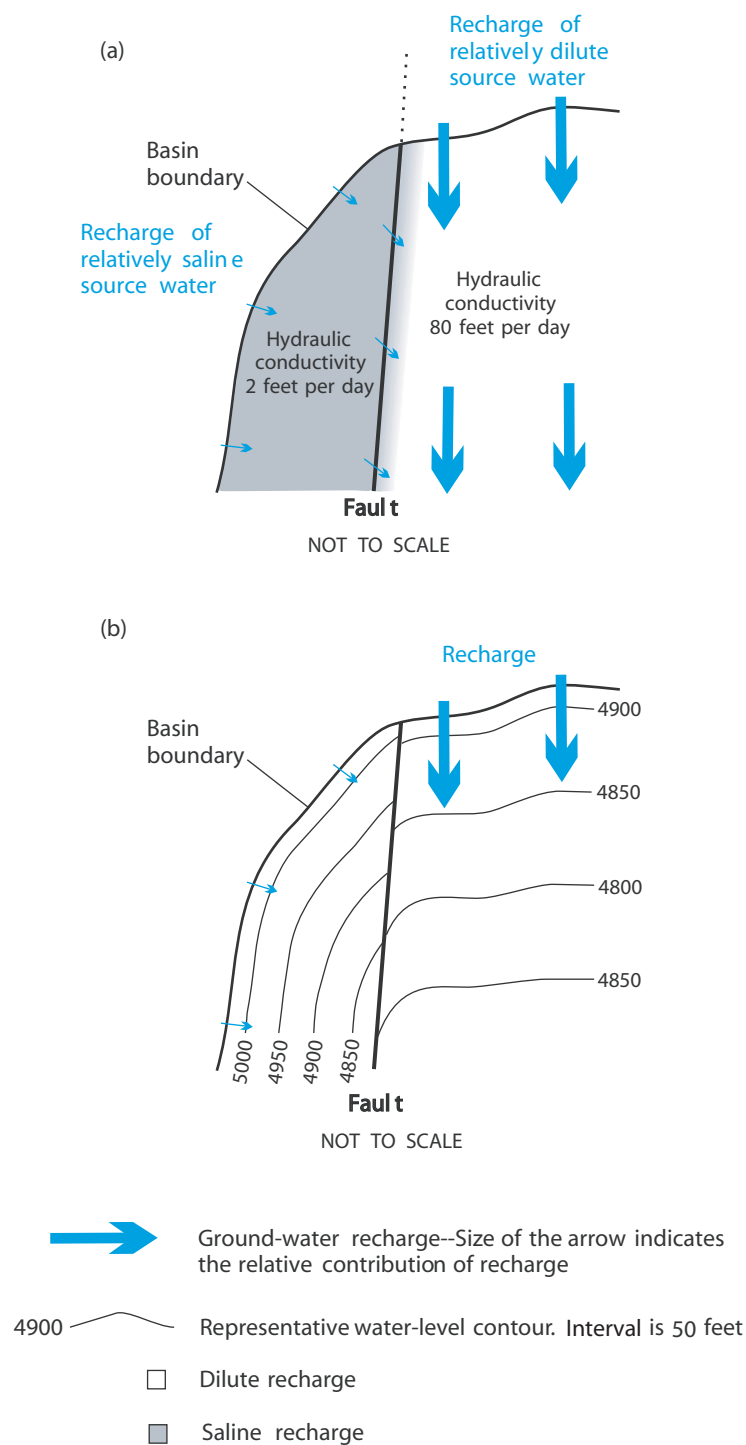 (a)
Recharge of
relatively dilute
source water
Basin
boundary
Recharge of
relatively saline
source water
Hydraulic
conductivity
80 feet per day
Hydraulic
conductivity
2 feet per day
Fault
NOT TO SCALE
(b)
Recharge
4900
Basin
boundary
4850
4800
4850
5000
4950
4900
4850
Fault
NOT TO SCALE
Ground-water recharge--Size of the arrow indicates
the relative contribution of recharge
4900
Representative water-level contour. Interval is 50 feet
Dilute recharge
Saline recharge